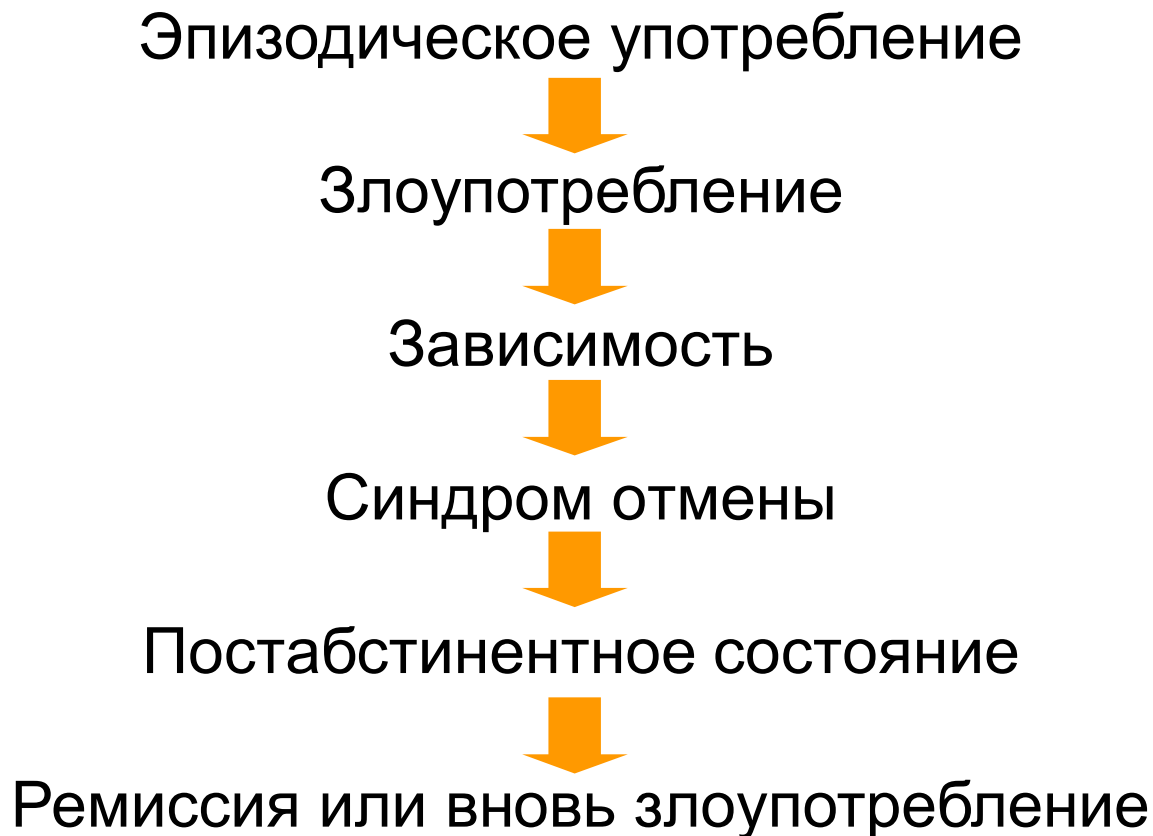 Эпизодическое употребление
Злоупотребление
Зависимость
Синдром отмены
Постабстинентное состояние
Ремиссия или вновь злоупотребление